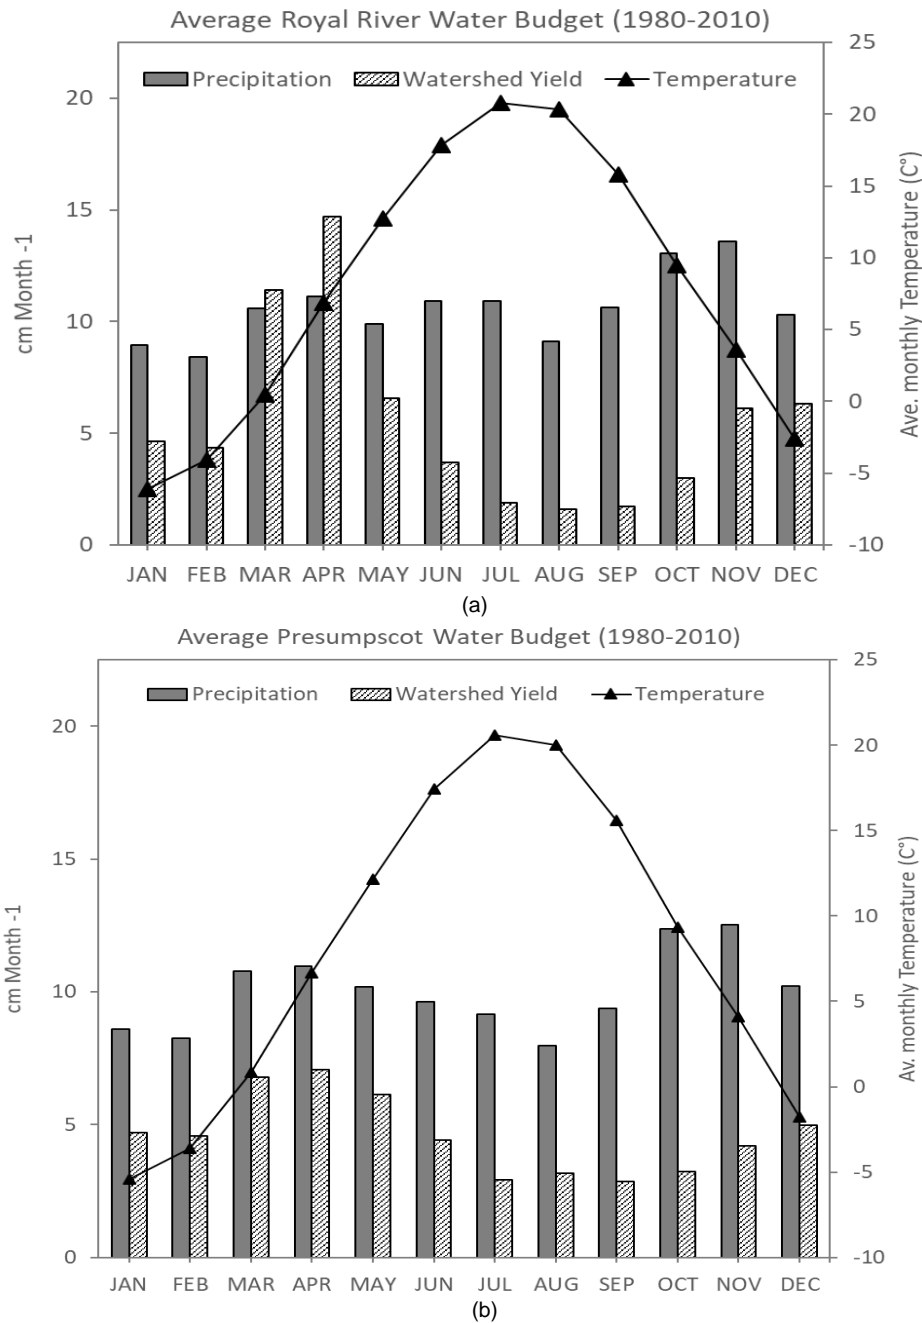 Average Royal River Water Budget (1980-2010)
Precipitation Watershed Yield Temperature
cm Month -1
20
15
10
5
0
25
20
15
10
5
0
-5
-10
Ave. monthly Temperature (C°)
JAN FEB MAR APR MAY JUN JUL AUG SEP OCT NOV DEC
(a)
Average Presumpscot Water Budget (1980-2010)
Precipitation Watershed Yield Temperature
cm Month -1
20
15
10
5
0
25
20
15
10
5
0
-5
-10
Av. monthly Temperature (C°)
JAN FEB MAR APR MAY JUN JUL AUG SEP OCT NOV DEC
(b)